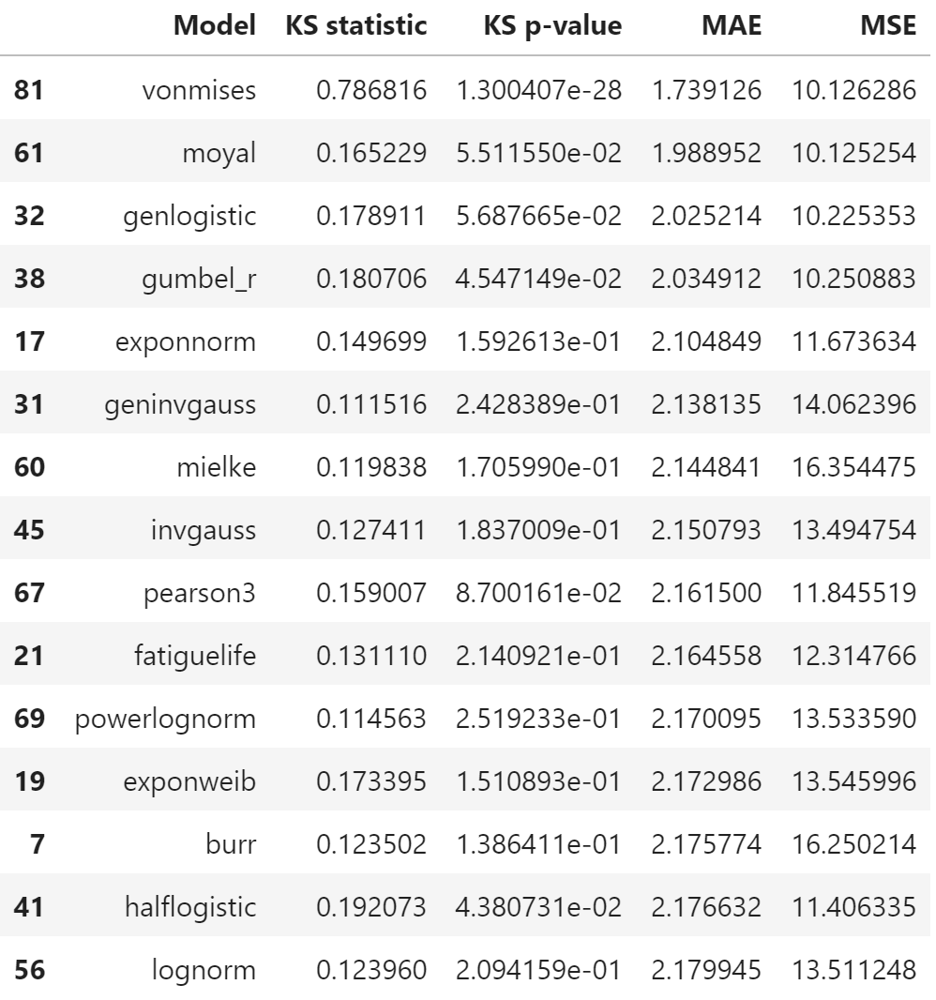 Model KS statistic KS p-value MAE MSE
81 vonmises 0.786816 1.300407e-28 1.739126 10.126286
61 moyal 0.165229 5.511550e-02 1.988952 10.125254
32 genlogistic 0.178911 5.687665e-02 2.025214 10.225353
38 gumbel_r 0.180706 4.547149e-02 2.034912 10.250883
17 exponnorm 0.149699 1.592613e-01 2.104849 11.673634
31 geninvgauss 0.111516 2.428389e-01 2.138135 14.062396
60 mielke 0.119838 1.705990e-01 2.144841 16.354475
45 invgauss 0.127411 1.837009e-01 2.150793 13.494754
67 pearson3 0.159007 8.700161e-02 2.161500 11.845519
21 fatiguelife 0.131110 2.140921e-01 2.164558 12.314766
69 powerlognorm 0.114563 2.519233e-01 2.170095 13.533590
19 exponweib 0.173395 1.510893e-01 2.172986 13.545996
7 burr 0.123502 1.386411e-01 2.175774 16.250214
41 halflogistic 0.192073 4.380731e-02 2.176632 11.406335
56 lognorm 0.123960 2.094159e-01 2.179945 13.511248